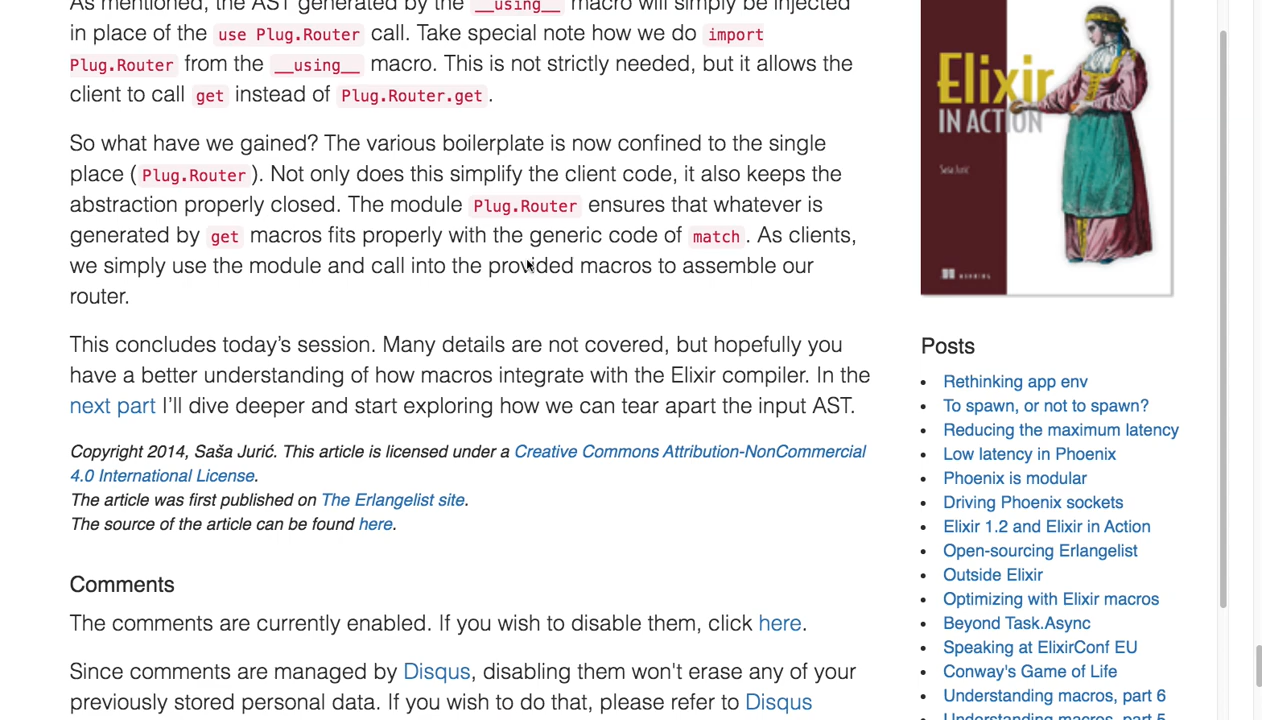 As mentioned, the AST generated by the __using__ macro will simply be injected
in place of the use Plug.Router call. Take special note how we do import
Plug.Router from the __using__ macro. This is not strictly needed, but it allows the
client to call get instead of Plug.Router.get.
So what have we gained? The various boilerplate is now confined to the single
place (Plug.Router). Not only does this simplify the client code, it also keeps the
abstraction properly closed. The module Plug.Router ensures that whatever is
generated by get macros fits properly with the generic code of match. As clients,
we simply use the module and call into the provided macros to assemble our
router.
This concludes today’s session. Many details are not covered, but hopefully you
have a better understanding of how macros integrate with the Elixir compiler. In the
next part I’ll dive deeper and start exploring how we can tear apart the input AST.
Copyright 2014, Saša Jurić. This article is licensed under a Creative Commons Attribution-NonCommercial
4.0 International License.
The article was first published on The Erlangelist site.
The source of the article can be found here.
Comments
The comments are currently enabled. If you wish to disable them, click here.
Since comments are managed by Disqus, disabling them won't erase any of your
previously stored personal data. If you wish to do that, please refer to Disqus
Elixir
IN ACTION
Saša Jurić
MANNING
Posts
Rethinking app env
To spawn, or not to spawn?
Reducing the maximum latency
Low latency in Phoenix
Phoenix is modular
Driving Phoenix sockets
Elixir 1.2 and Elixir in Action
Open-sourcing Erlangelist
Outside Elixir
Optimizing with Elixir macros
Beyond Task.Async
Speaking at ElixirConf EU
Conway's Game of Life
Understanding macros, part 6
Understanding macros, part 5